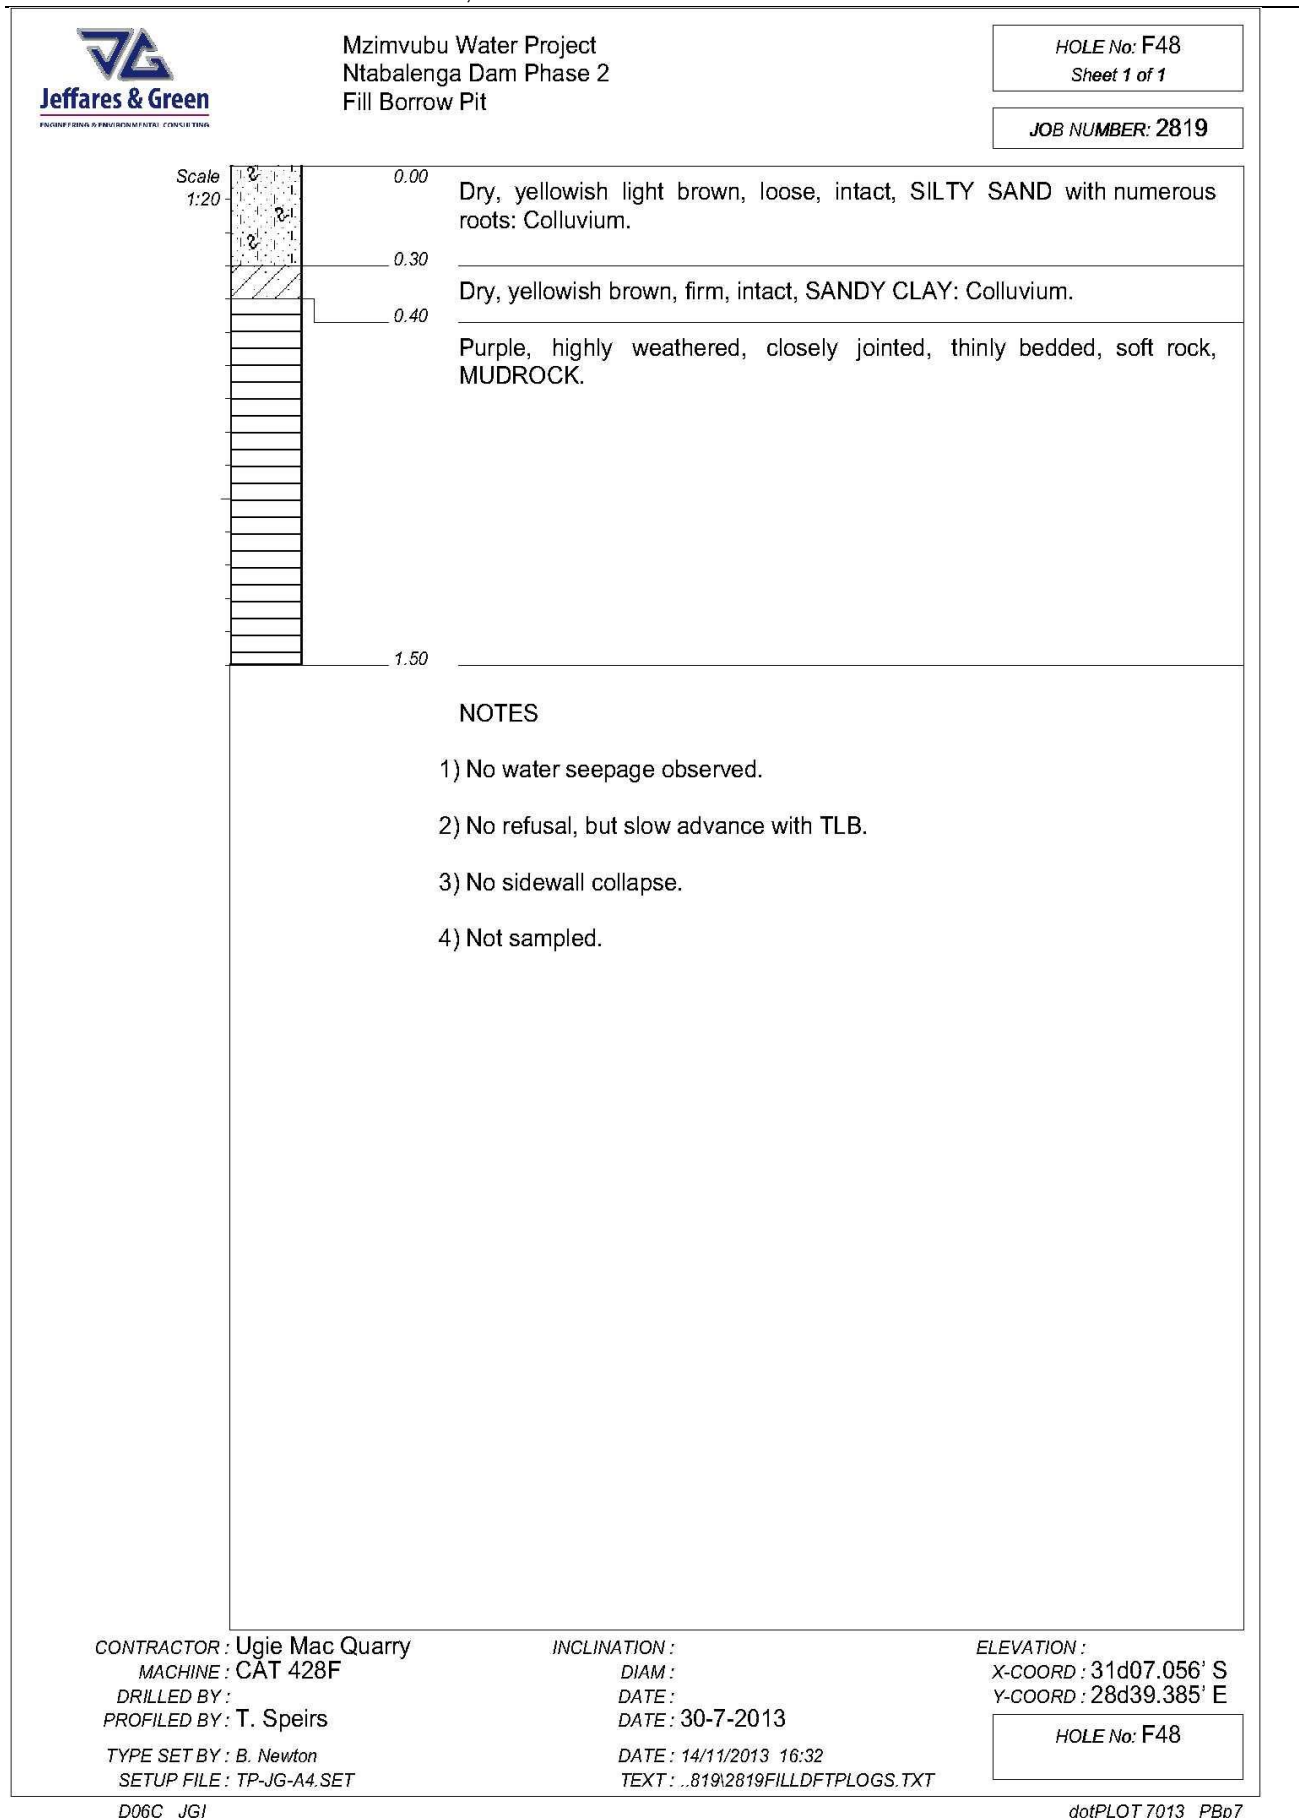 Jeffares & Green
ENGINEERING & ENVIRONMENTAL CONSULTING
Mzimvubu Water Project
Ntabalenga Dam Phase 2
Fill Borrow Pit
HOLE No: F48
Sheet 1 of 1
JOB NUMBER: 2819
Scale
1:20
0.00
Dry, yellowish light brown, loose, intact, SILTY SAND with numerous
roots: Colluvium.
0.30
Dry, yellowish brown, firm, intact, SANDY CLAY: Colluvium.
0.40
Purple, highly weathered, closely jointed, thinly bedded, soft rock,
MUDROCK.
1.50
NOTES
1) No water seepage observed.
2) No refusal, but slow advance with TLB.
3) No sidewall collapse.
4) Not sampled.
CONTRACTOR : Ugie Mac Quarry
MACHINE : CAT 428F
DRILLED BY :
PROFILED BY : T. Speirs
TYPE SET BY : B. Newton
SETUP FILE : TP-JG-A4.SET
INCLINATION :
DIAM :
DATE :
DATE : 30-7-2013
DATE : 14/11/2013 16:32
TEXT : ..819\2819FILLDFTPLOGS.TXT
ELEVATION :
X-COORD : 31d07.056' S
Y-COORD : 28d39.385' E
HOLE No: F48
D06C JGI
dotPLOT 7013 PBp7